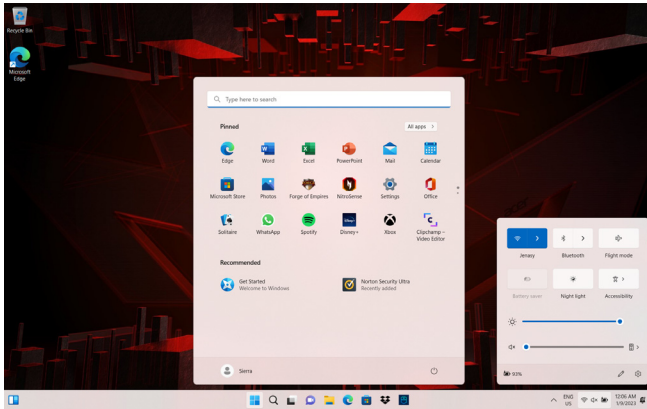 Recycle Bin
Microsoft
Edge
Type here to search
Pinned
All apps >
Edge
Word
Excel
PowerPoint
Mail
Calendar
Microsoft Store
Photos
Forge of Empires
NitroSense
Settings
Office
Solitaire
WhatsApp
Spotify
Disney+
Xbox
Clipchamp –
Video Editor
Recommended
Get Started
Welcome to Windows
Norton Security Ultra
Recently added
Sierra
Jenasy
Bluetooth
Flight mode
Battery saver
Night light
Accessibility
93%
ENG
US
12:06 AM
1/9/2023